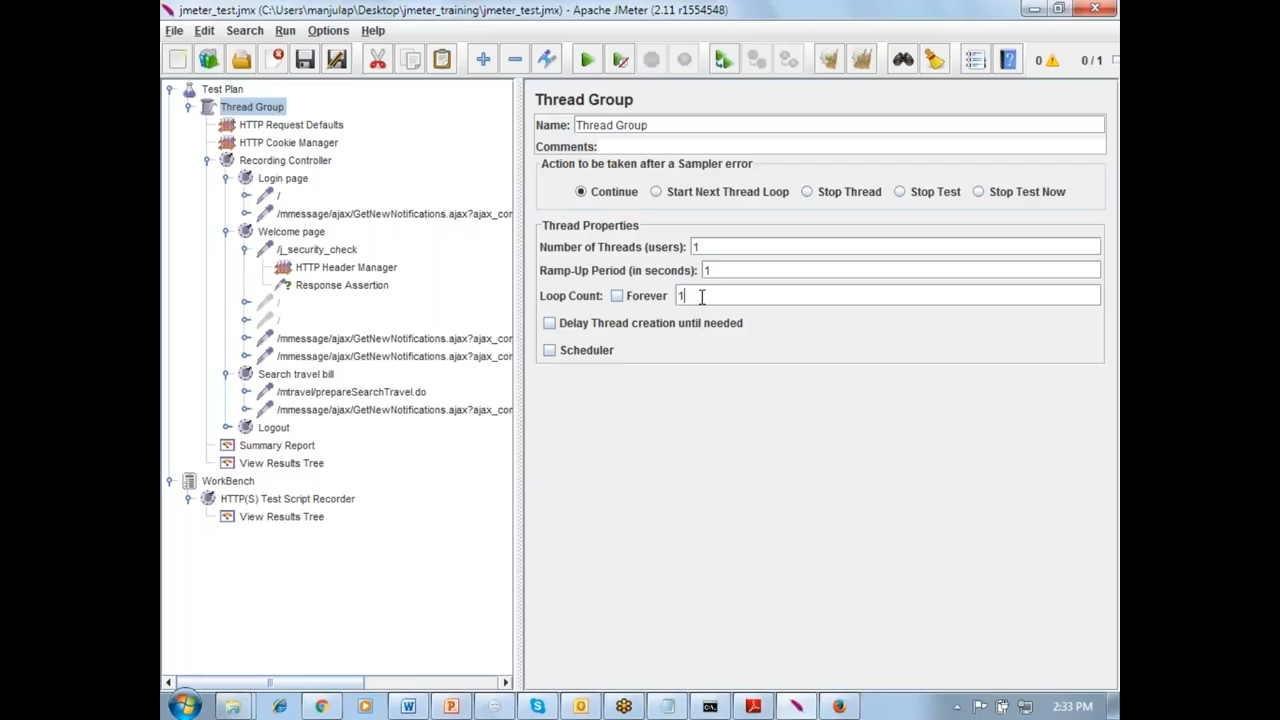 jmeter_test.jmx (C:\Users\manjulap\Desktop\jmeter_training\jmeter_test.jmx) - Apache JMeter (2.11 r1554548)
File Edit Search Run Options Help
0 0 / 1
Test Plan
Thread Group
HTTP Request Defaults
HTTP Cookie Manager
Recording Controller
Login page
/
/mmessage/ajax/GetNewNotifications.ajax?ajax_cor
Welcome page
/j_security_check
HTTP Header Manager
Response Assertion
/
/
/mmessage/ajax/GetNewNotifications.ajax?ajax_cor
/mmessage/ajax/GetNewNotifications.ajax?ajax_cor
Search travel bill
/mtravel/prepareSearchTravel.do
/mmessage/ajax/GetNewNotifications.ajax?ajax_cor
Logout
Summary Report
View Results Tree
WorkBench
HTTP(S) Test Script Recorder
View Results Tree
Thread Group
Name: Thread Group
Comments:
Action to be taken after a Sampler error
Continue Start Next Thread Loop Stop Thread Stop Test Stop Test Now
Thread Properties
Number of Threads (users): 1
Ramp-Up Period (in seconds): 1
Loop Count: Forever 1
Delay Thread creation until needed
Scheduler
2:33 PM